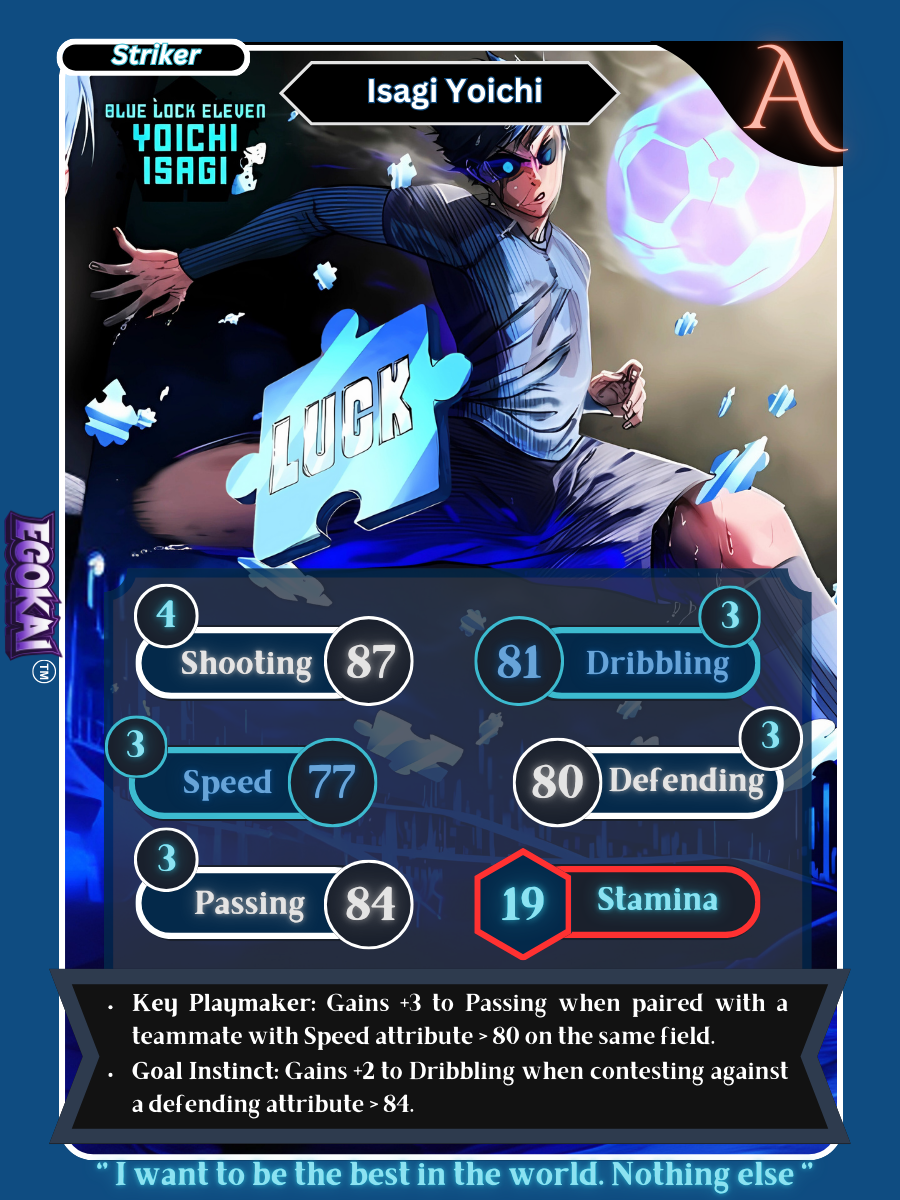 Striker
Isagi Yoichi
A
BLUE LOCK ELEVEN
YOICHI
ISAGI
LUCK
EGOKAI
TM
4
Shooting 87
3
81 Dribbling
3
Speed 77
3
80 Defending
3
Passing 84
19 Stamina
• Key Playmaker: Gains +3 to Passing when paired with a
teammate with Speed attribute > 80 on the same field.
• Goal Instinct: Gains +2 to Dribbling when contesting against
a defending attribute > 84.
“ I want to be the best in the world. Nothing else “